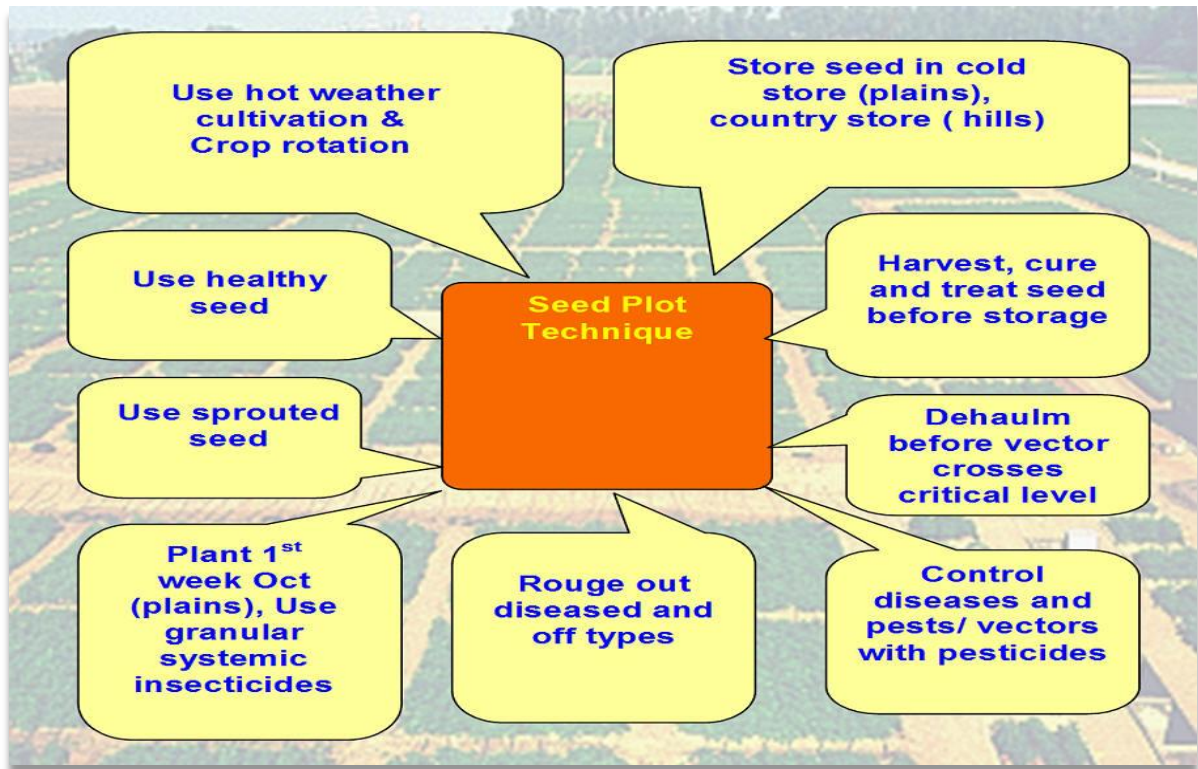 Use hot weather
cultivation &
Crop rotation
Store seed in cold
store (plains),
country store ( hills)
Use healthy
seed
Seed Plot
Technique
Harvest, cure
and treat seed
before storage
Use sprouted
seed
Dehaulm
before vector
crosses
critical level
Plant 1st
week Oct
(plains), Use
granular
systemic
insecticides
Rouge out
diseased and
off types
Control
diseases and
pests/ vectors
with pesticides